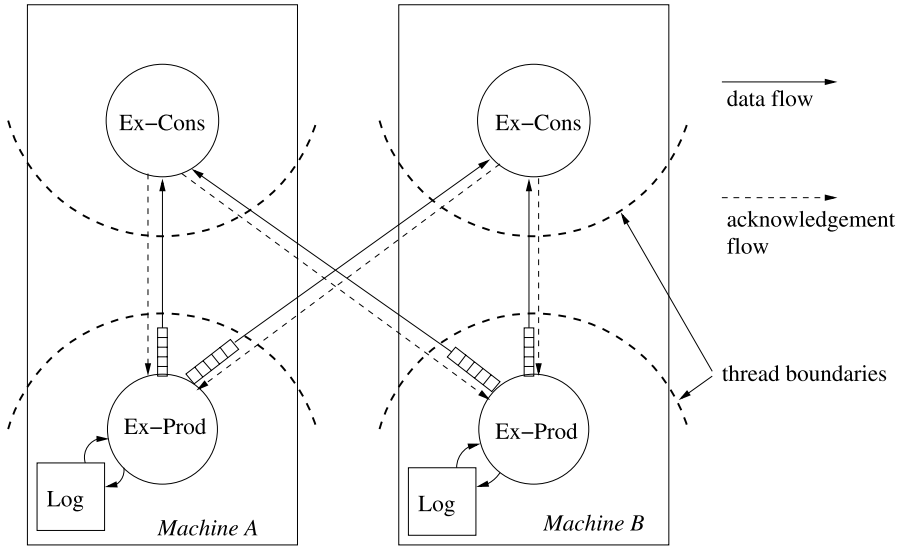 Ex−Cons
Ex−Cons
data flow
acknowledgement
flow
thread boundaries
Ex−Prod
Ex−Prod
Log
Log
Machine A
Machine B